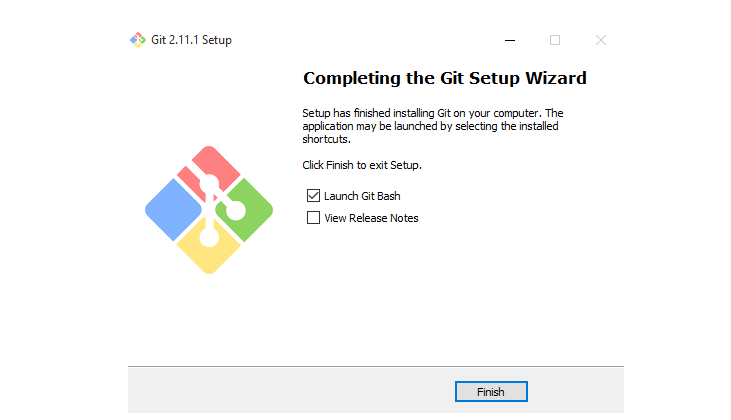 Git 2.11.1 Setup
Completing the Git Setup Wizard
Setup has finished installing Git on your computer. The
application may be launched by selecting the installed
shortcuts.
Click Finish to exit Setup.
Launch Git Bash
View Release Notes
Finish